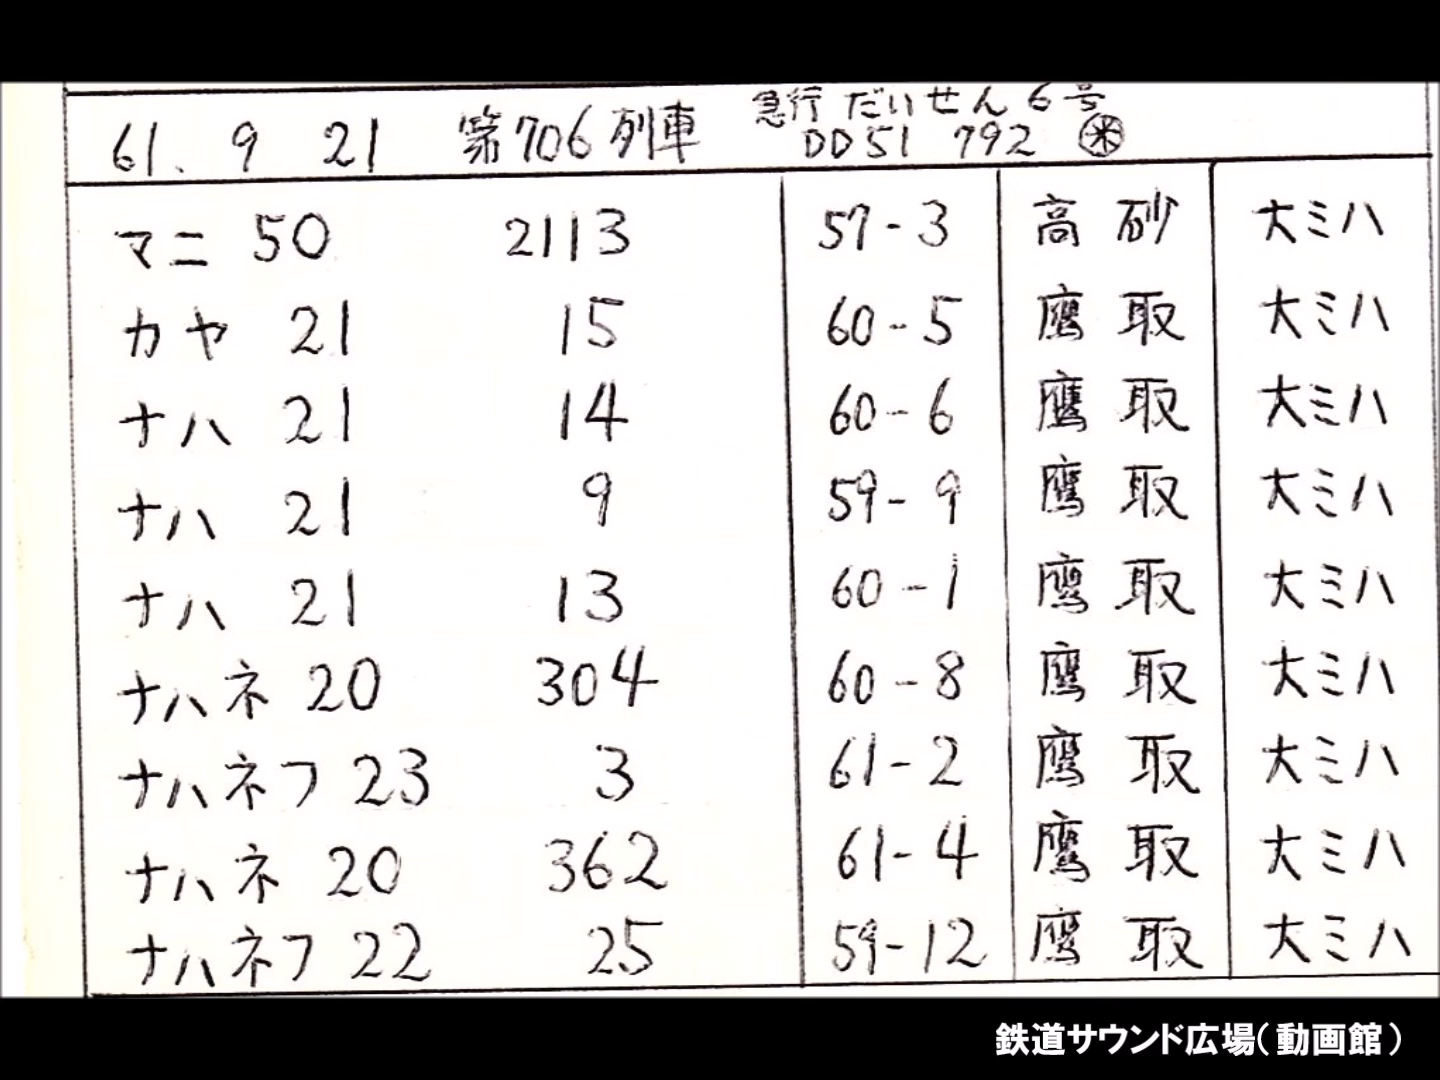 61.9 21 第706列車 急行 だいせん 6号
DD51 792 ㊍
マニ 50 2113 57-3 高砂 大ミハ
カヤ 21 15 60-5 鷹取 大ミハ
ナハ 21 14 60-6 鷹取 大ミハ
ナハ 21 9 59-9 鷹取 大ミハ
ナハ 21 13 60-1 鷹取 大ミハ
ナハネ 20 304 60-8 鷹取 大ミハ
ナハネフ 23 3 61-2 鷹取 大ミハ
ナハネ 20 362 61-4 鷹取 大ミハ
ナハネフ 22 25 59-12 鷹取 大ミハ
鉄道サウンド広場(動画館)